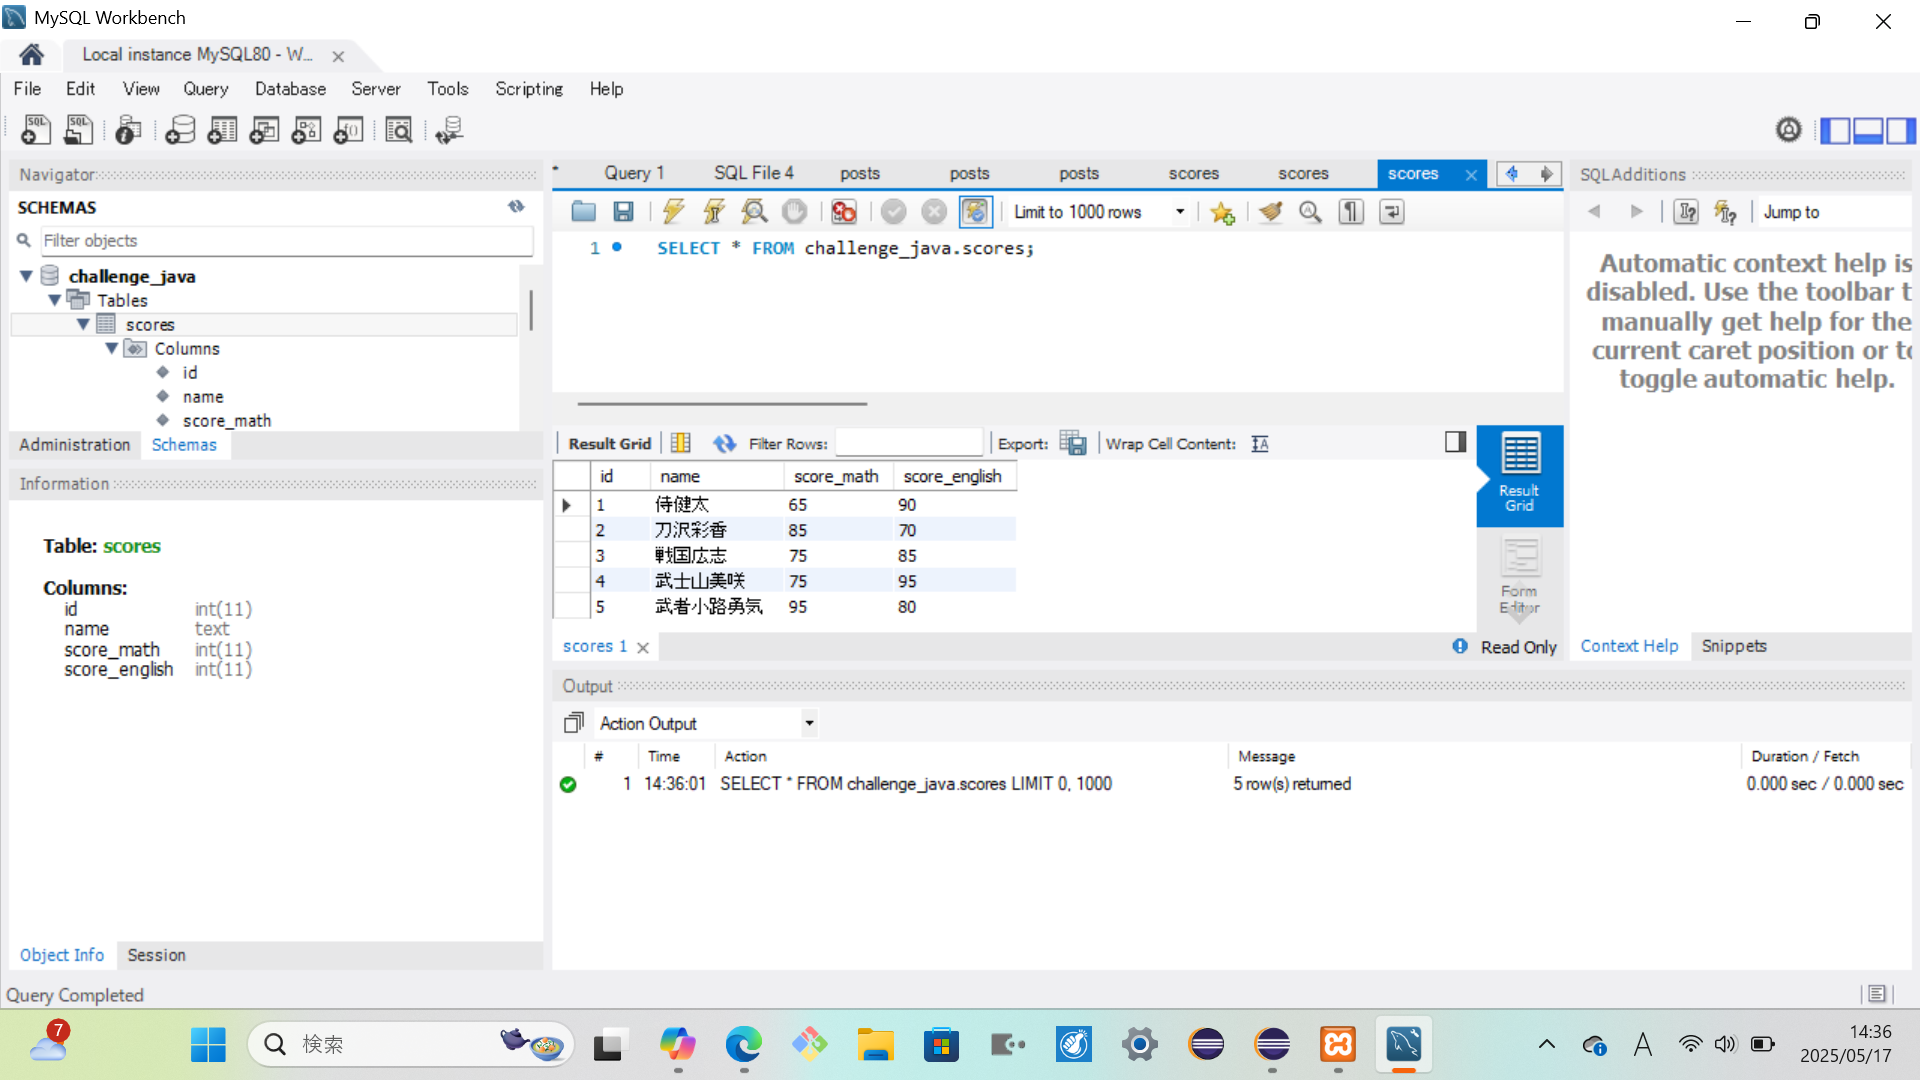 MySQL Workbench
Local instance MySQL80 - W...
File Edit View Query Database Server Tools Scripting Help
Navigator
SCHEMAS
Filter objects
challenge_java
Tables
scores
Columns
id
name
score_math
Administration Schemas
Information
Table: scores
Columns:
id int(11)
name text
score_math int(11)
score_english int(11)
Object Info Session
Query Completed
Query 1 SQL File 4 posts posts posts scores scores scores
Limit to 1000 rows
1 SELECT * FROM challenge_java.scores;
Result Grid Filter Rows: Export: Wrap Cell Content:
id name score_math score_english
1 侍健太 65 90
2 刀沢彩香 85 70
3 戦国広志 75 85
4 武士山美咲 75 95
5 武者小路勇気 95 80
Result Grid
Form Editor
scores 1
Read Only
SQLAdditions
Jump to
Automatic context help is
disabled. Use the toolbar t
manually get help for the
current caret position or to
toggle automatic help.
Context Help Snippets
Output
Action Output
# Time Action Message Duration / Fetch
1 14:36:01 SELECT * FROM challenge_java.scores LIMIT 0, 1000 5 row(s) returned 0.000 sec / 0.000 sec
7
検索
A
14:36
2025/05/17